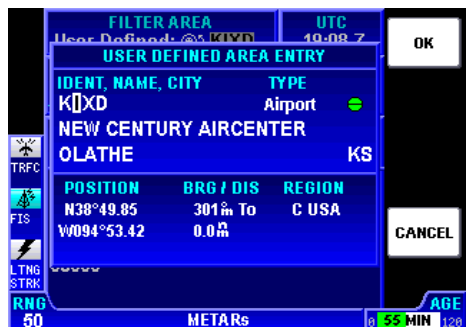 FILTER AREA
UTC
OK
19:08
USER DEFINED AREA ENTRY
IDENT, NAME, CITY TYPE
K[]XD Airport
NEW CENTURY AIRCENTER
OLATHE KS
TRFC
POSITION BRG / DIS REGION
N38°49.85 301°m To C USA
FIS
W094°53.42 0.0nm
CANCEL
LTNG
STRK
RNG
AGE
50
METARs
0 55 MIN 120